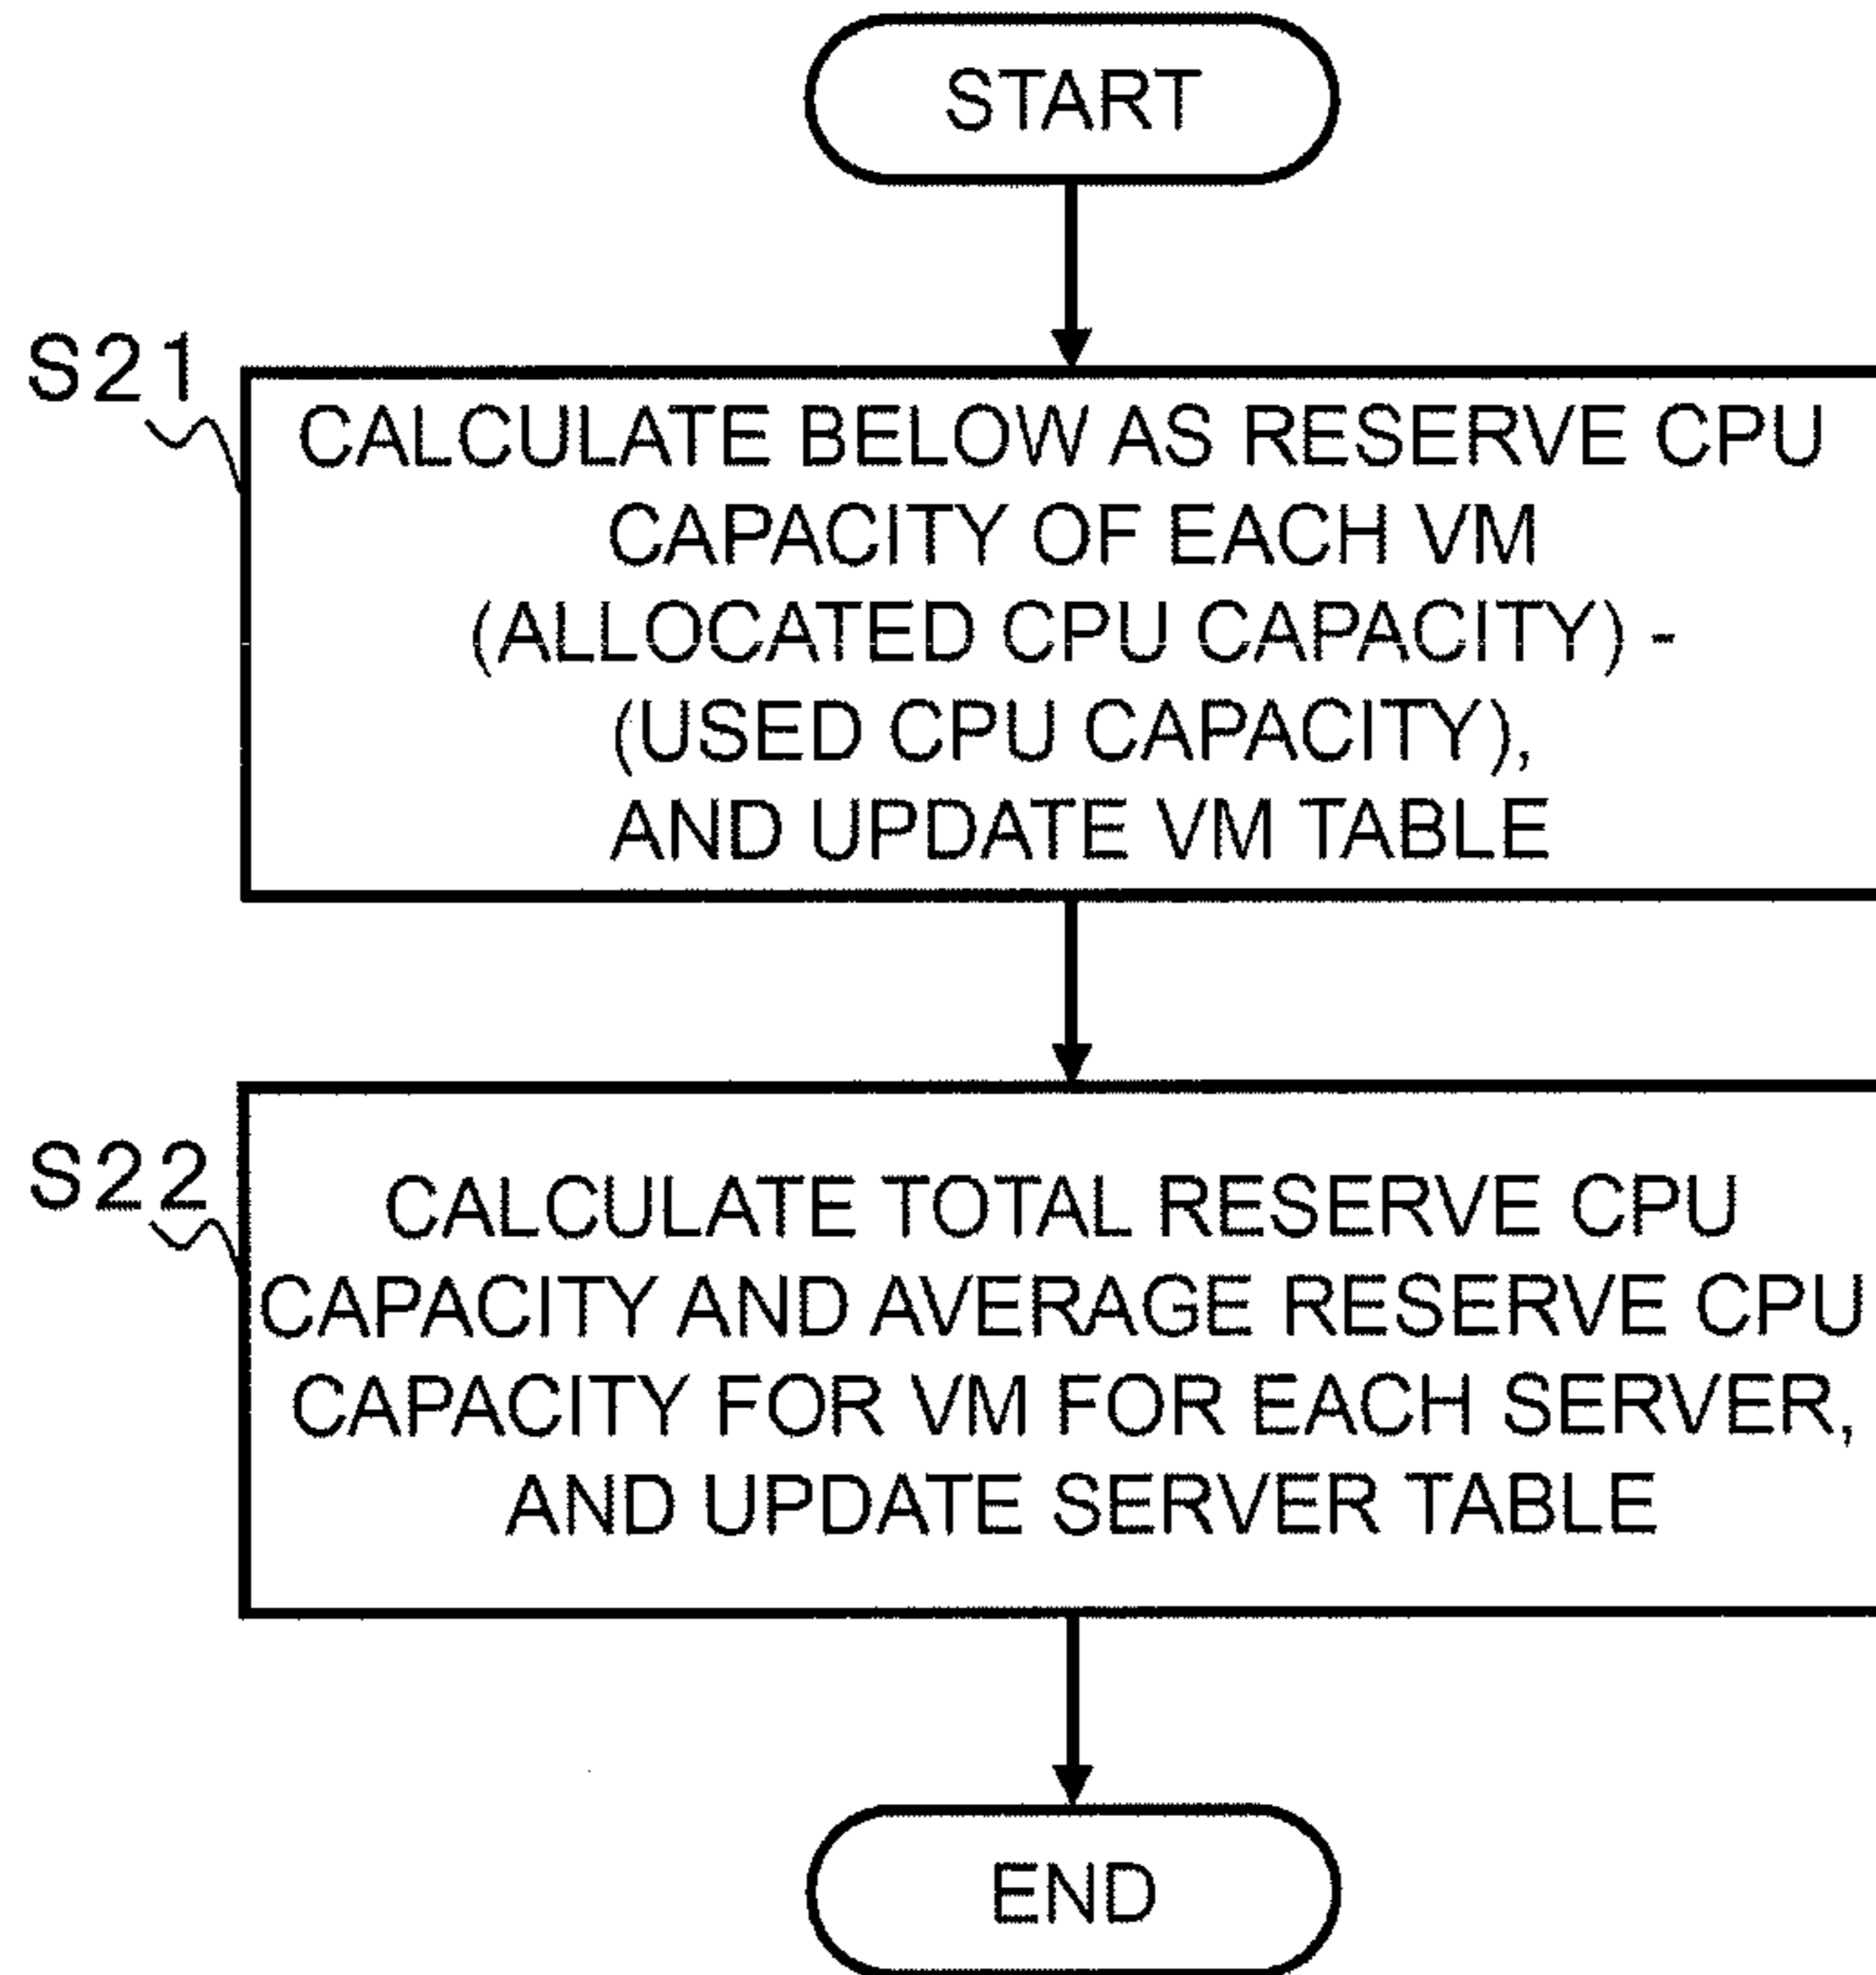 START
S21
CALCULATE BELOW AS RESERVE CPU
CAPACITY OF EACH VM
(ALLOCATED CPU CAPACITY) -
(USED CPU CAPACITY),
AND UPDATE VM TABLE
S22
CALCULATE TOTAL RESERVE CPU
CAPACITY AND AVERAGE RESERVE CPU
CAPACITY FOR VM FOR EACH SERVER,
AND UPDATE SERVER TABLE
END